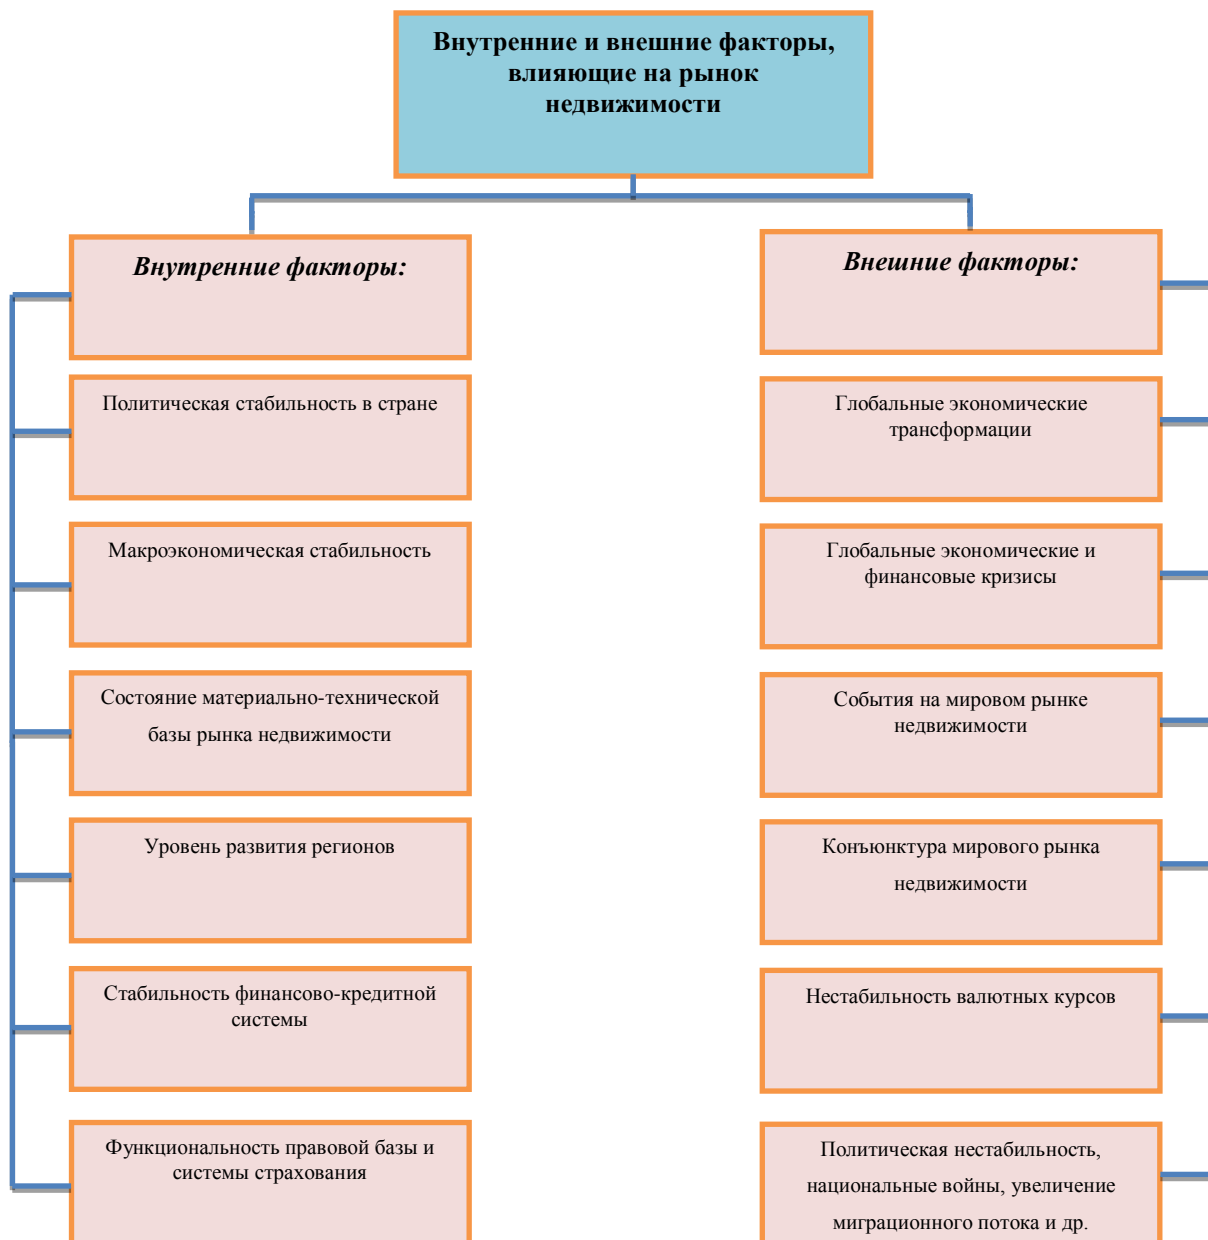 Внутренние и внешние факторы,
влияющие на рынок
недвижимости
Внутренние факторы:
Политическая стабильность в стране
Макроэкономическая стабильность
Состояние материально-технической
базы рынка недвижимости
Уровень развития регионов
Стабильность финансово-кредитной
системы
Функциональность правовой базы и
системы страхования
Внешние факторы:
Глобальные экономические
трансформации
Глобальные экономические и
финансовые кризисы
События на мировом рынке
недвижимости
Конъюнктура мирового рынка
недвижимости
Нестабильность валютных курсов
Политическая нестабильность,
национальные войны, увеличение
миграционного потока и др.